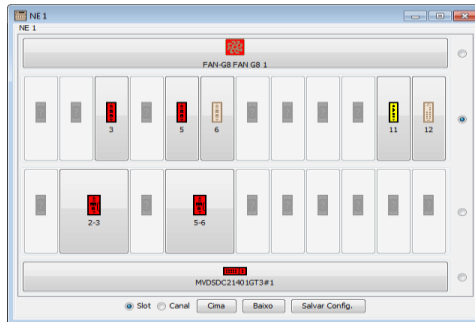 NE 1
NE 1
FAN-G8 FAN G8 1
3 5 6 11 12
2-3 5-6
MVDSDC21401GT3#1
Slot Canal Cima Baixo Salvar Config.